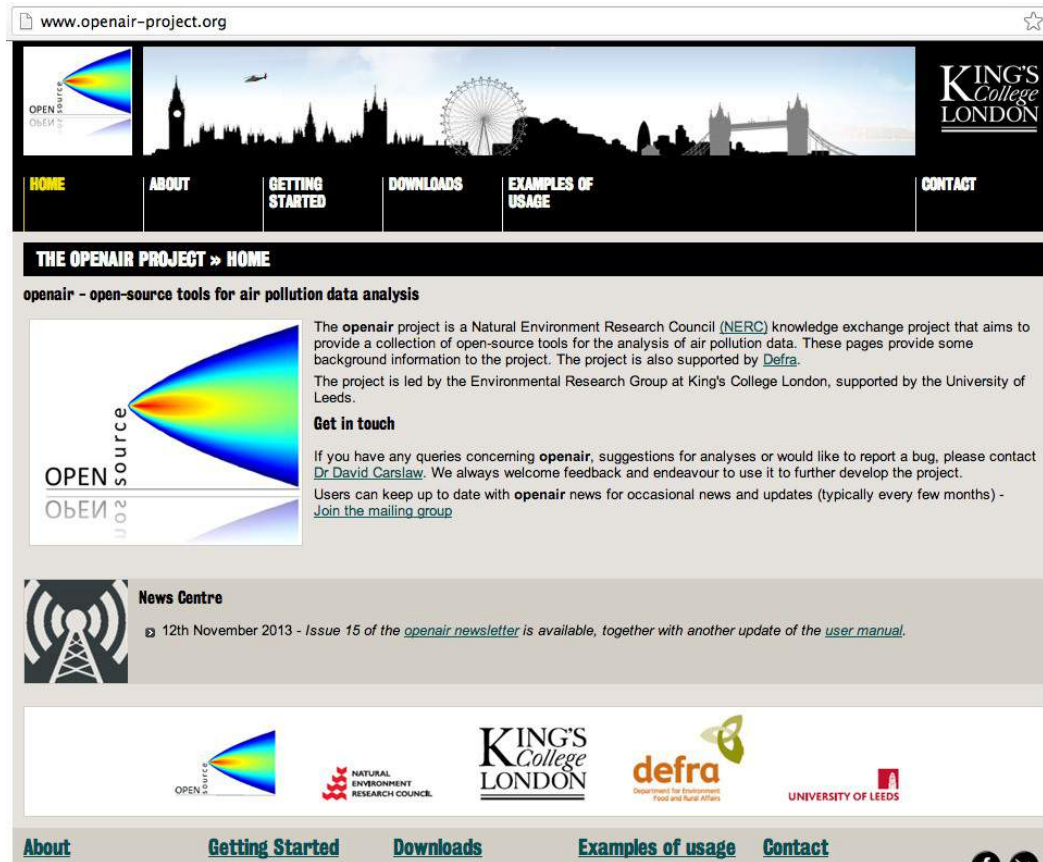 www.openair-project.org
OPEN source
KING'S
College
LONDON
HOME
ABOUT
GETTING
STARTED
DOWNLOADS
EXAMPLES OF
USAGE
CONTACT
THE OPENAIR PROJECT » HOME
openair - open-source tools for air pollution data analysis
The openair project is a Natural Environment Research Council (NERC) knowledge exchange project that aims to
provide a collection of open-source tools for the analysis of air pollution data. These pages provide some
background information to the project. The project is also supported by Defra.
The project is led by the Environmental Research Group at King's College London, supported by the University of
Leeds.
Get in touch
If you have any queries concerning openair, suggestions for analyses or would like to report a bug, please contact
Dr David Carslaw. We always welcome feedback and endeavour to use it to further develop the project.
Users can keep up to date with openair news for occasional news and updates (typically every few months) -
Join the mailing group
OPEN source
News Centre
12th November 2013 - Issue 15 of the openair newsletter is available, together with another update of the user manual.
OPEN source
NATURAL
ENVIRONMENT
RESEARCH COUNCIL
KING'S
College
LONDON
defra
Department for Environment
Food and Rural Affairs
UNIVERSITY OF LEEDS
About
Getting Started
Downloads
Examples of usage
Contact